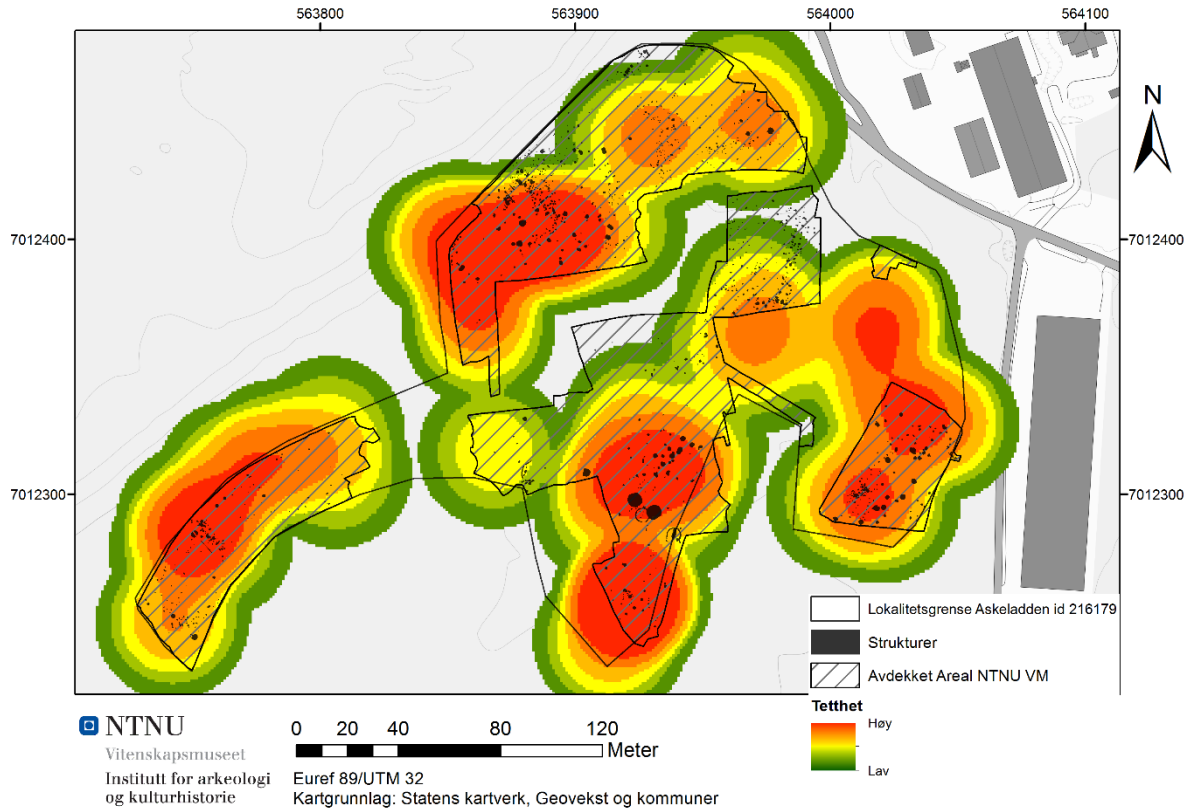 563800 563900 564000 564100
N
7012400 7012400
7012300 7012300
Lokalitetsgrense Askeladden id 216179
Strukturer
Avdekket Areal NTNU VM
Tetthet
Høy
Lav
NTNU
Vitenskapsmuseet
Institutt for arkeologi
og kulturhistorie
0 20 40 80 120
Meter
Euref 89/UTM 32
Kartgrunnlag: Statens kartverk, Geovekst og kommuner